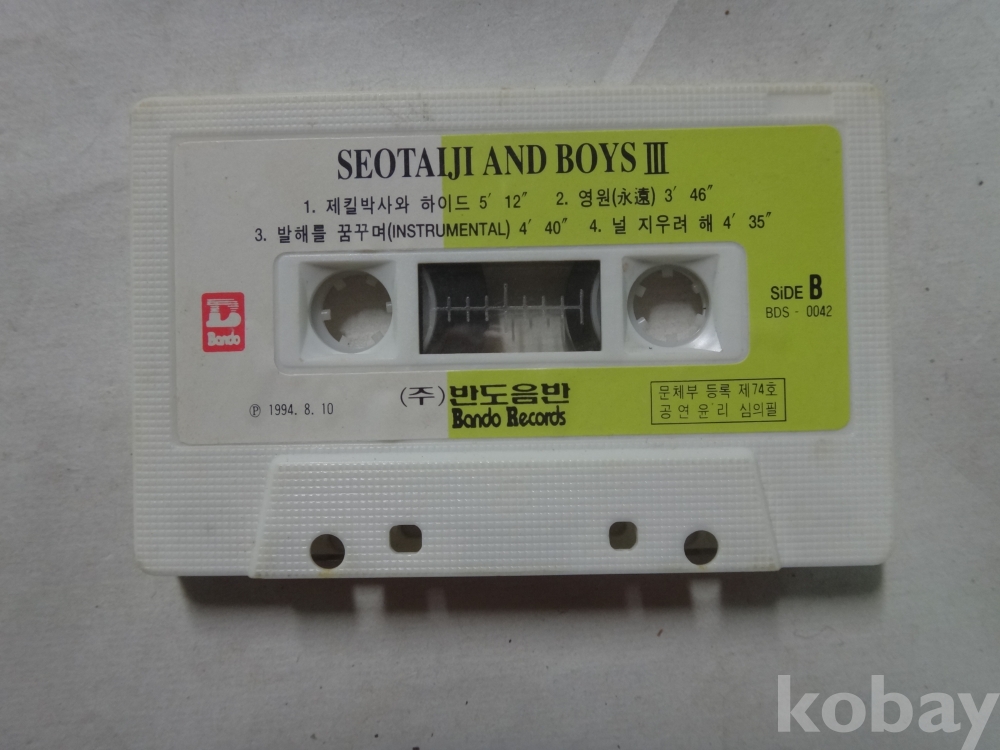 SEOTAIJI AND BOYS III
1. 제킬박사와 하이드 5′ 12″ 2. 영원(永遠) 3′ 46″
3. 발해를 꿈꾸며(INSTRUMENTAL) 4′ 40″ 4. 널 지우려 해 4′ 35″
SiDE B
BDS - 0042
Bando
(주)반도음반
Bando Records
℗ 1994. 8. 10
문체부 등록 제74호
공연윤리 심의필
kobay